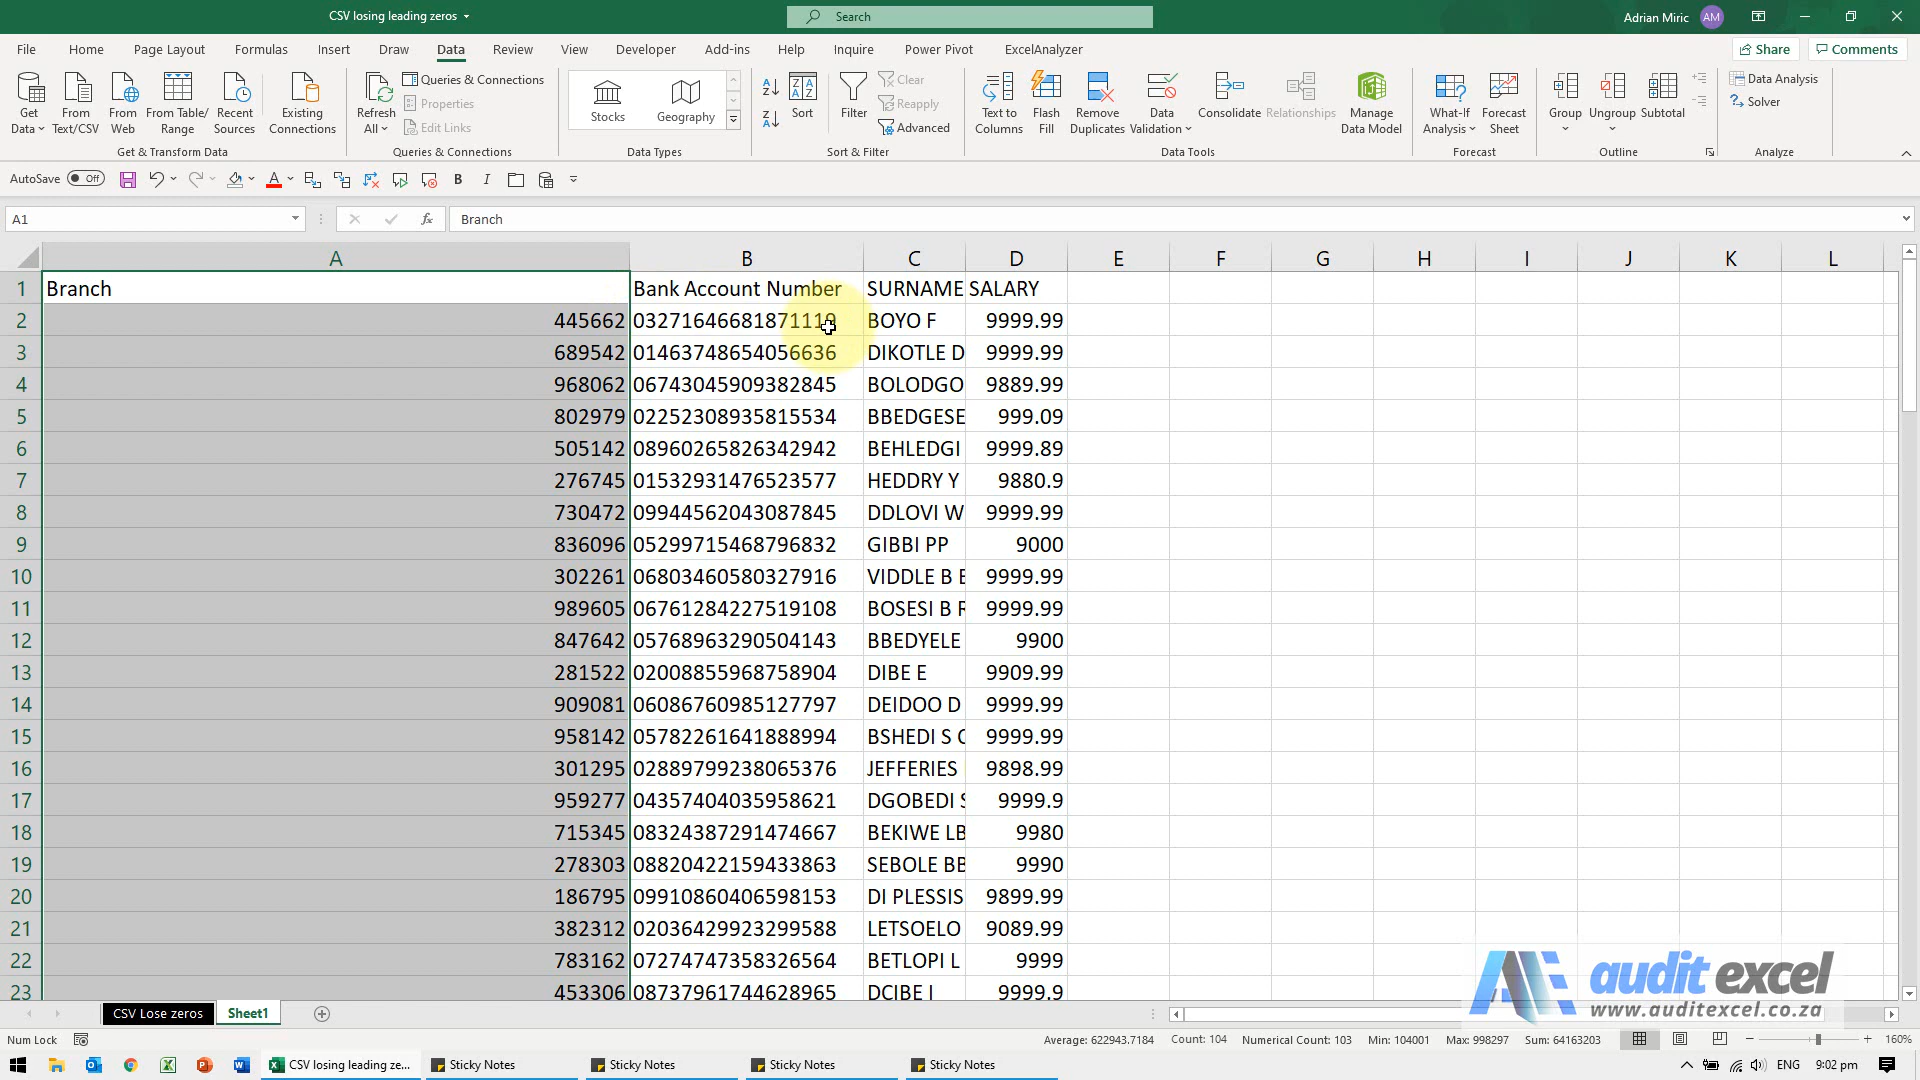 CSV losing leading zeros
Search
Adrian Miric AM
File Home Page Layout Formulas Insert Draw Data Review View Developer Add-ins Help Inquire Power Pivot ExcelAnalyzer
Share Comments
Get Data
From Text/CSV
From Web
From Table/ Range
Recent Sources
Existing Connections
Get & Transform Data
Refresh All
Queries & Connections
Properties
Edit Links
Queries & Connections
Stocks
Geography
Data Types
Sort
Filter
Clear
Reapply
Advanced
Sort & Filter
Text to Columns
Flash Fill
Remove Duplicates
Data Validation
Consolidate
Relationships
Manage Data Model
Data Tools
What-If Analysis
Forecast Sheet
Forecast
Group
Ungroup
Subtotal
Outline
Data Analysis
Solver
Analyze
AutoSave Off
B I
A1 fx Branch
A B C D E F G H I J K L
1 Branch Bank Account Number SURNAME SALARY
2 445662 03271646681871119 BOYO F 9999.99
3 689542 01463748654056636 DIKOTLE D 9999.99
4 968062 06743045909382845 BOLODGO 9889.99
5 802979 02252308935815534 BBEDGESE 999.09
6 505142 08960265826342942 BEHLEDGI 9999.89
7 276745 01532931476523577 HEDDRY Y 9880.9
8 730472 09944562043087845 DDLOVI W 9999.99
9 836096 05299715468796832 GIBBI PP 9000
10 302261 06803460580327916 VIDDLE B E 9999.99
11 989605 06761284227519108 BOSESI B R 9999.99
12 847642 05768963290504143 BBEDYELE 9900
13 281522 02008855968758904 DIBE E 9909.99
14 909081 06086760985127797 DEIDOO D 9999.99
15 958142 05782261641888994 BSHEDI S C 9999.99
16 301295 02889799238065376 JEFFERIES 9898.99
17 959277 04357404035958621 DGOBEDI S 9999.9
18 715345 08324387291474667 BEKIWE LB 9980
19 278303 08820422159433863 SEBOLE BB 9990
20 186795 09910860406598153 DI PLESSIS 9899.99
21 382312 02036429923299588 LETSOELO 9089.99
22 783162 07274747358326564 BETLOPI L 9999
23 453306 08737961744628965 DCIBE I 9999.9
audit excel
www.auditexcel.co.za
CSV Lose zeros Sheet1
Num Lock Average: 622943.7184 Count: 104 Numerical Count: 103 Min: 104001 Max: 998297 Sum: 64163203 160%
CSV losing leading ze... Sticky Notes Sticky Notes Sticky Notes Sticky Notes ENG 9:02 pm